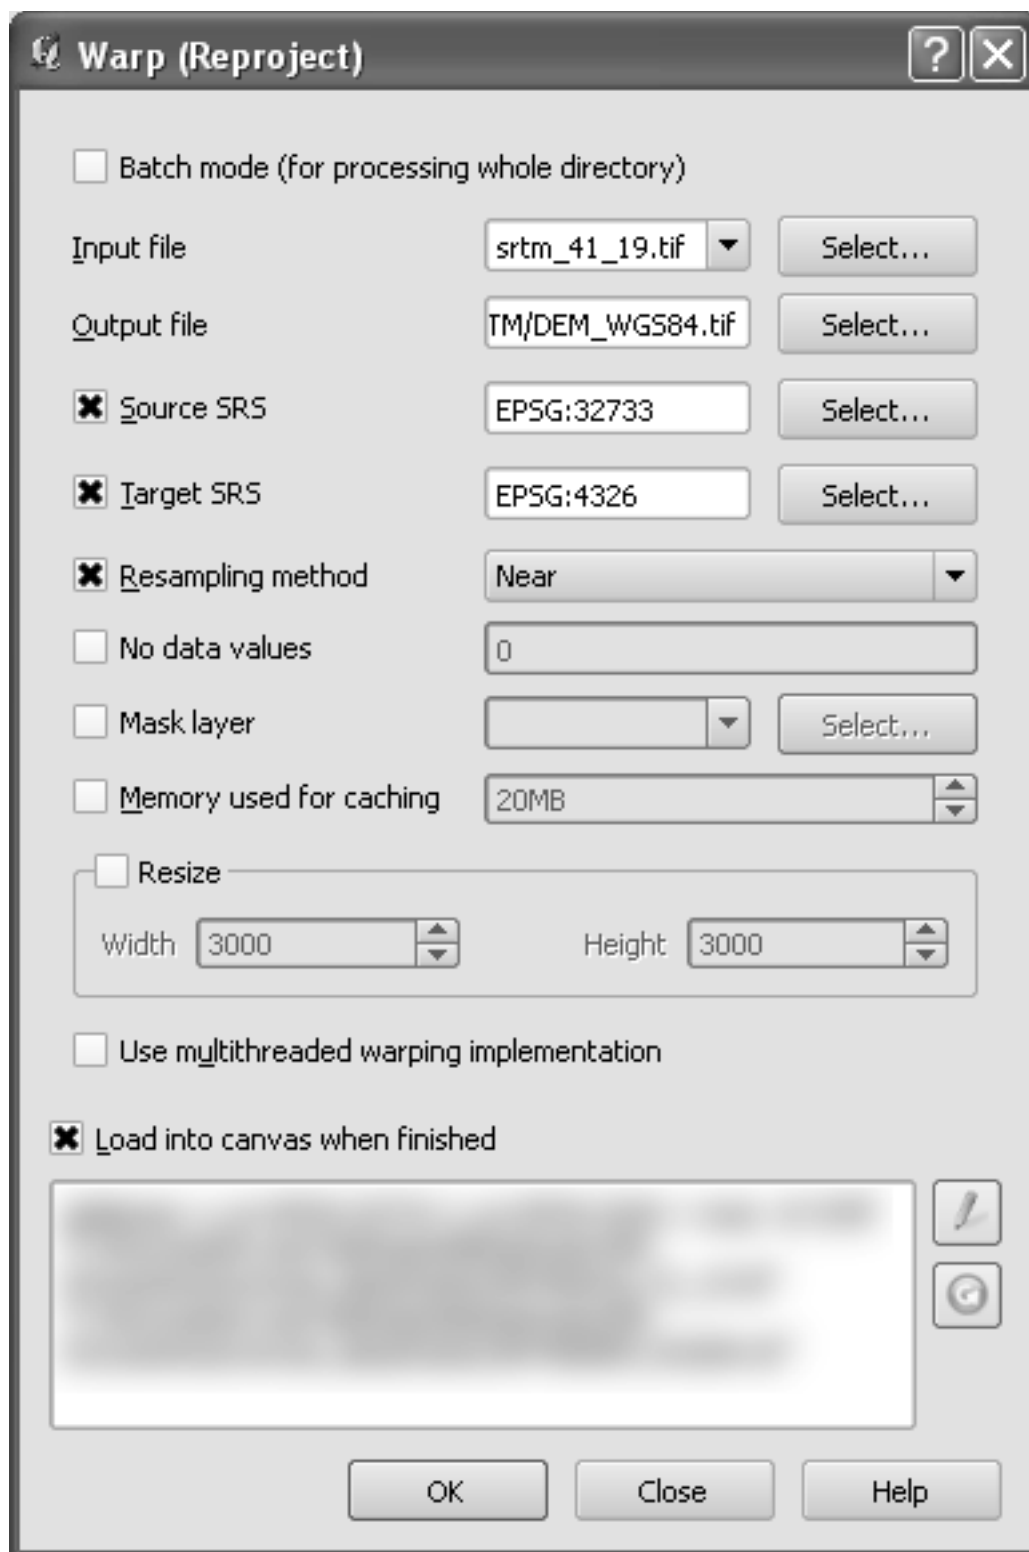 Warp (Reproject)
Batch mode (for processing whole directory)
Input file srtm_41_19.tif Select...
Output file TM/DEM_WGS84.tif Select...
Source SRS EPSG:32733 Select...
Target SRS EPSG:4326 Select...
Resampling method Near
No data values 0
Mask layer Select...
Memory used for caching 20MB
Resize
Width 3000 Height 3000
Use multithreaded warping implementation
Load into canvas when finished
OK Close Help